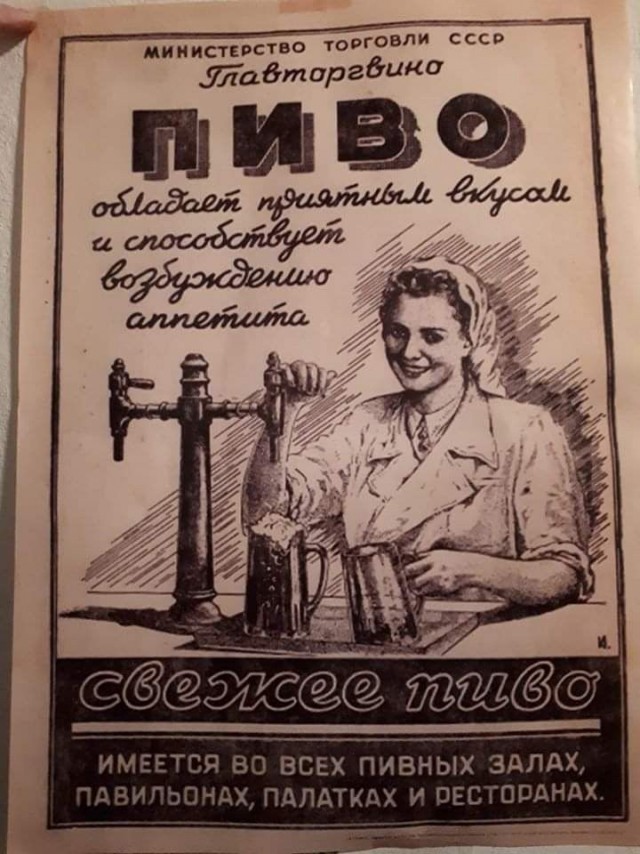 МИНИСТЕРСТВО ТОРГОВЛИ СССР
Главторгвино
ПИВО
обладает приятным вкусом
и способствует
возбуждению
аппетита
И.
свежее пиво
ИМЕЕТСЯ ВО ВСЕХ ПИВНЫХ ЗАЛАХ,
ПАВИЛЬОНАХ, ПАЛАТКАХ И РЕСТОРАНАХ.